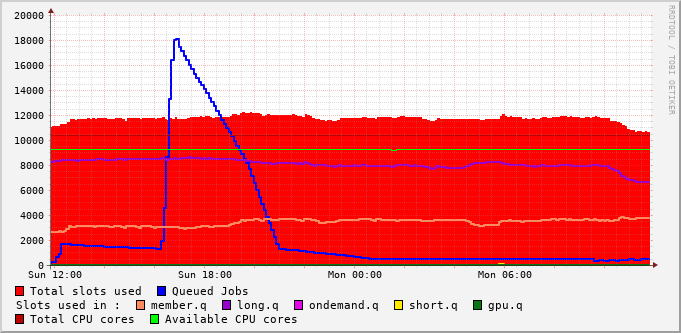 20000
18000
16000
14000
12000
10000
8000
6000
4000
2000
0
Sun 12:00 Sun 18:00 Mon 00:00 Mon 06:00
RRDTOOL / TOBI OETIKER
Total slots used Queued Jobs
Slots used in : member.q long.q ondemand.q short.q gpu.q
Total CPU cores Available CPU cores